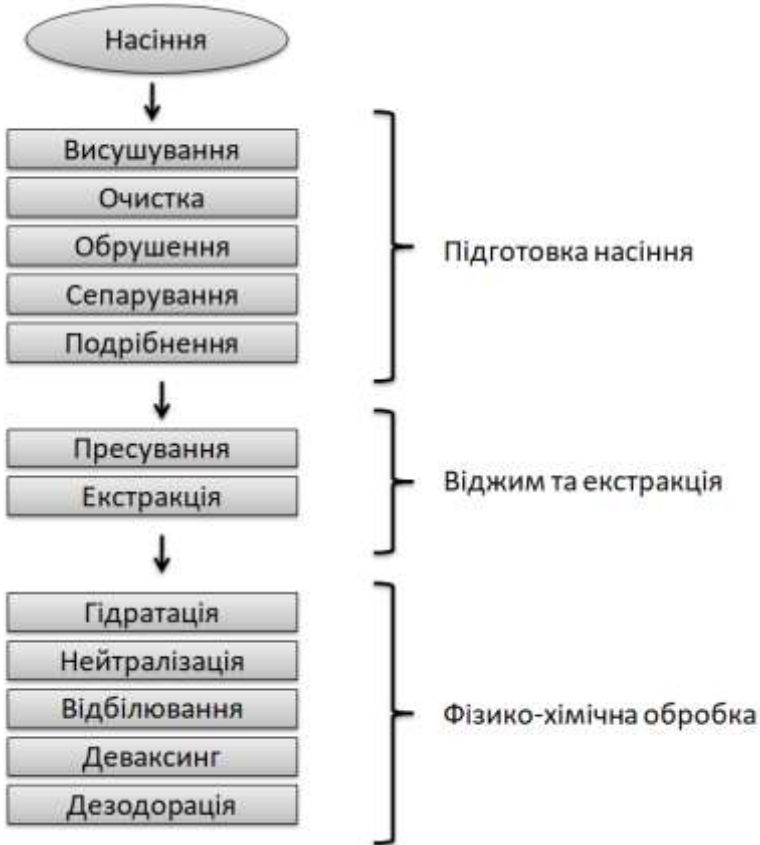 Насіння
Висушування
Очистка
Обрушення
Сепарування
Подрібнення
Підготовка насіння
Пресування
Екстракція
Віджим та екстракція
Гідратація
Нейтралізація
Відбілювання
Деваксинг
Дезодорація
Фізико-хімічна обробка